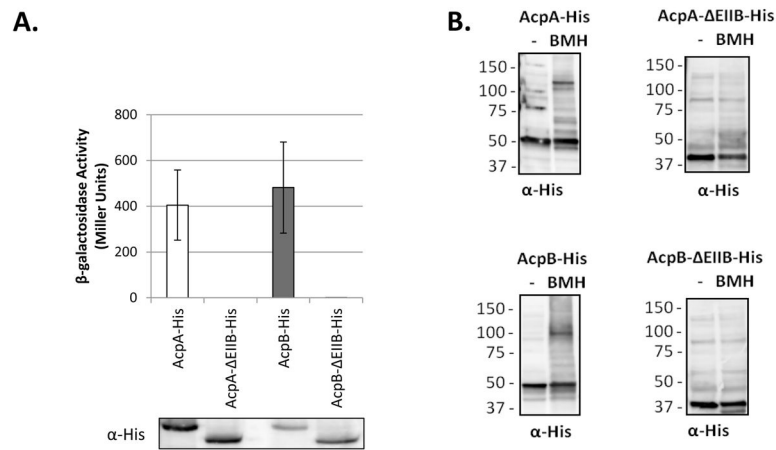 A.
β-galactosidase Activity
(Miller Units)
800
600
400
200
0
AcpA-His
AcpA-ΔEIIB-His
AcpB-His
AcpB-ΔEIIB-His
α-His
B.
AcpA-His
- BMH
150 -
100 -
75 -
50 -
37 -
α-His
AcpA-ΔEIIB-His
- BMH
150 -
100 -
75 -
50 -
37 -
α-His
AcpB-His
- BMH
150 -
100 -
75 -
50 -
37 -
α-His
AcpB-ΔEIIB-His
- BMH
150 -
100 -
75 -
50 -
37 -
α-His